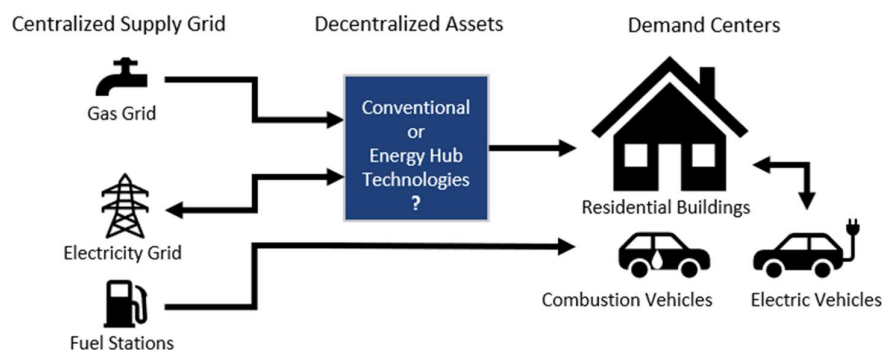 Centralized Supply Grid
Decentralized Assets
Demand Centers
Gas Grid
Conventional
or
Energy Hub
Technologies
?
Residential Buildings
Electricity Grid
Combustion Vehicles
Electric Vehicles
Fuel Stations